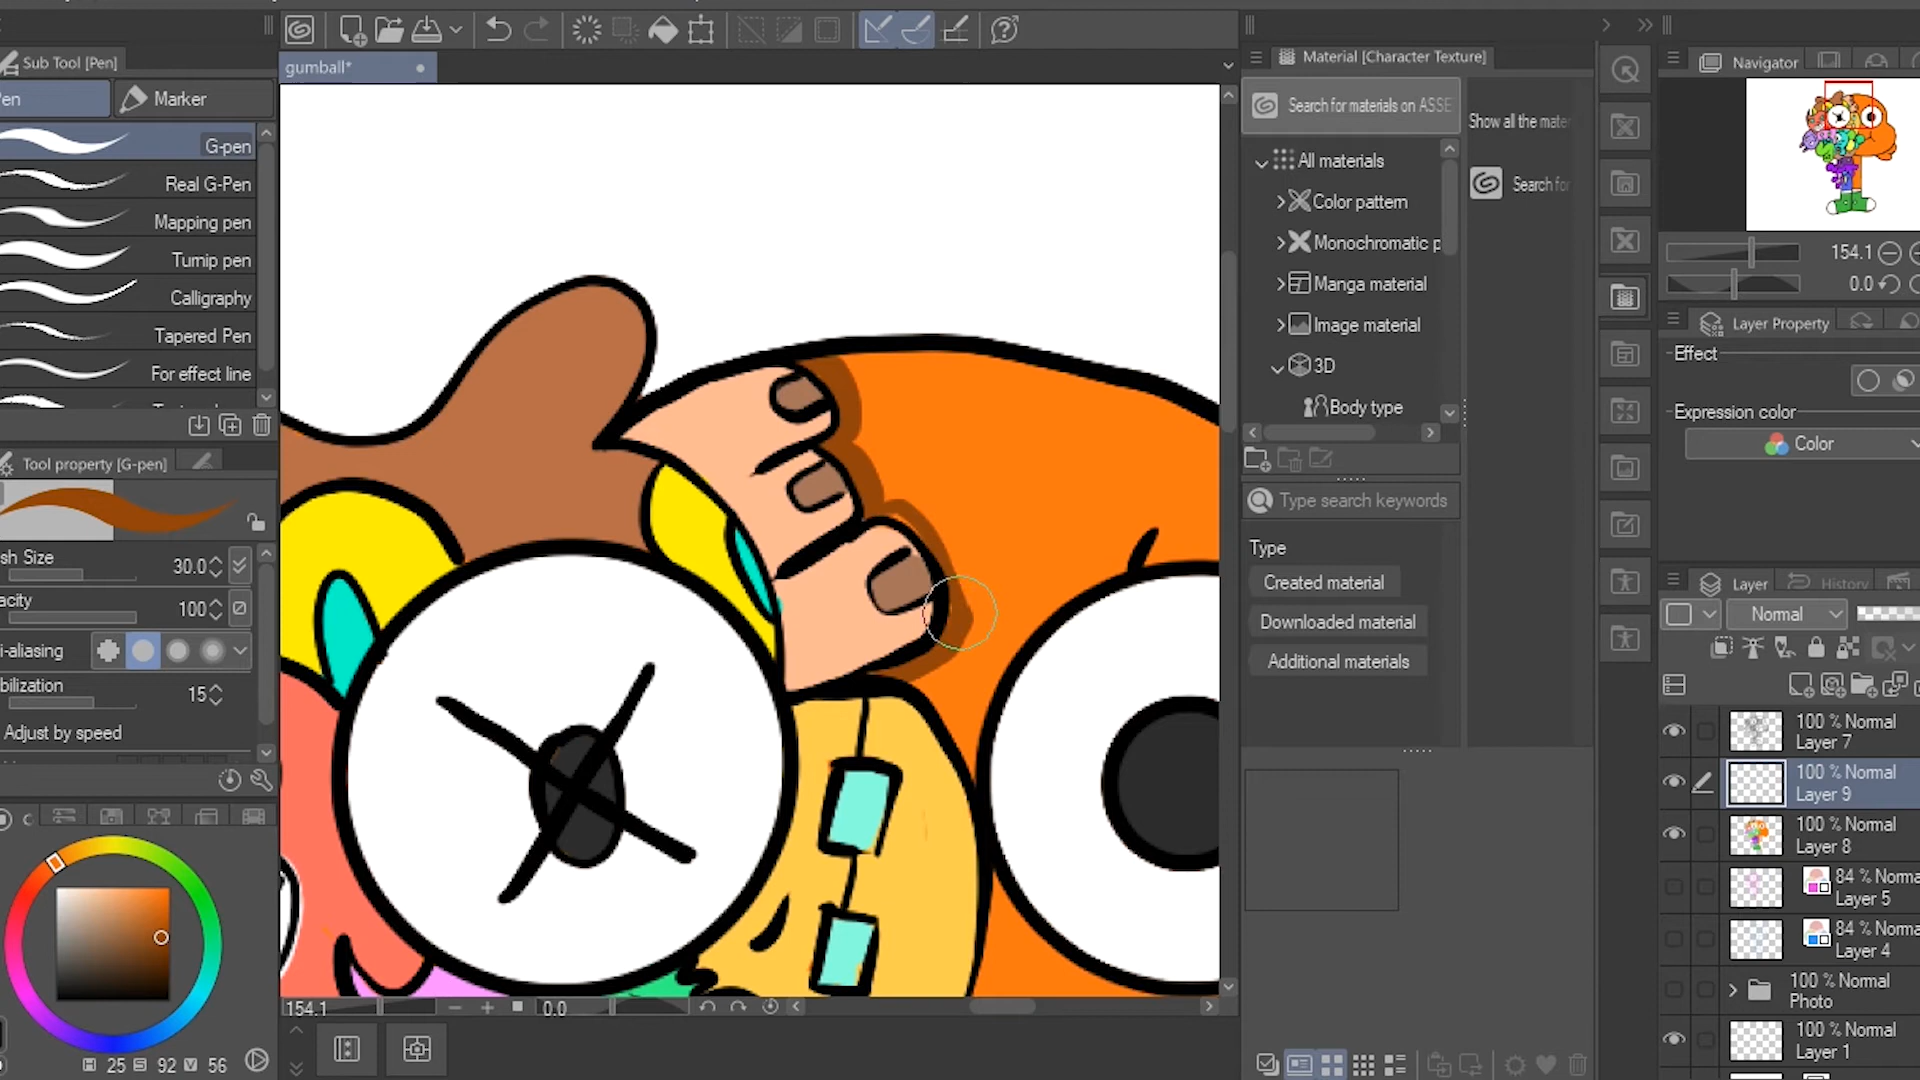 Sub Tool [Pen]
en
Marker
G-pen
Real G-Pen
Mapping pen
Turnip pen
Calligraphy
Tapered Pen
For effect line
Tool property [G-pen]
sh Size
30.0
acity
100
i-aliasing
bilization
15
Adjust by speed
H 25 S 92 V 56
gumball*
154.1
0.0
Material [Character Texture]
Search for materials on ASSE
Show all the mater
Search for
All materials
Color pattern
Monochromatic p
Manga material
Image material
3D
Body type
Type search keywords
Type
Created material
Downloaded material
Additional materials
Navigator
154.1
0.0
Layer Property
Effect
Expression color
Color
Layer
History
Normal
100 % Normal
Layer 7
100 % Normal
Layer 9
100 % Normal
Layer 8
84 % Norma
Layer 5
84 % Norma
Layer 4
100 % Normal
Photo
100 % Normal
Layer 1